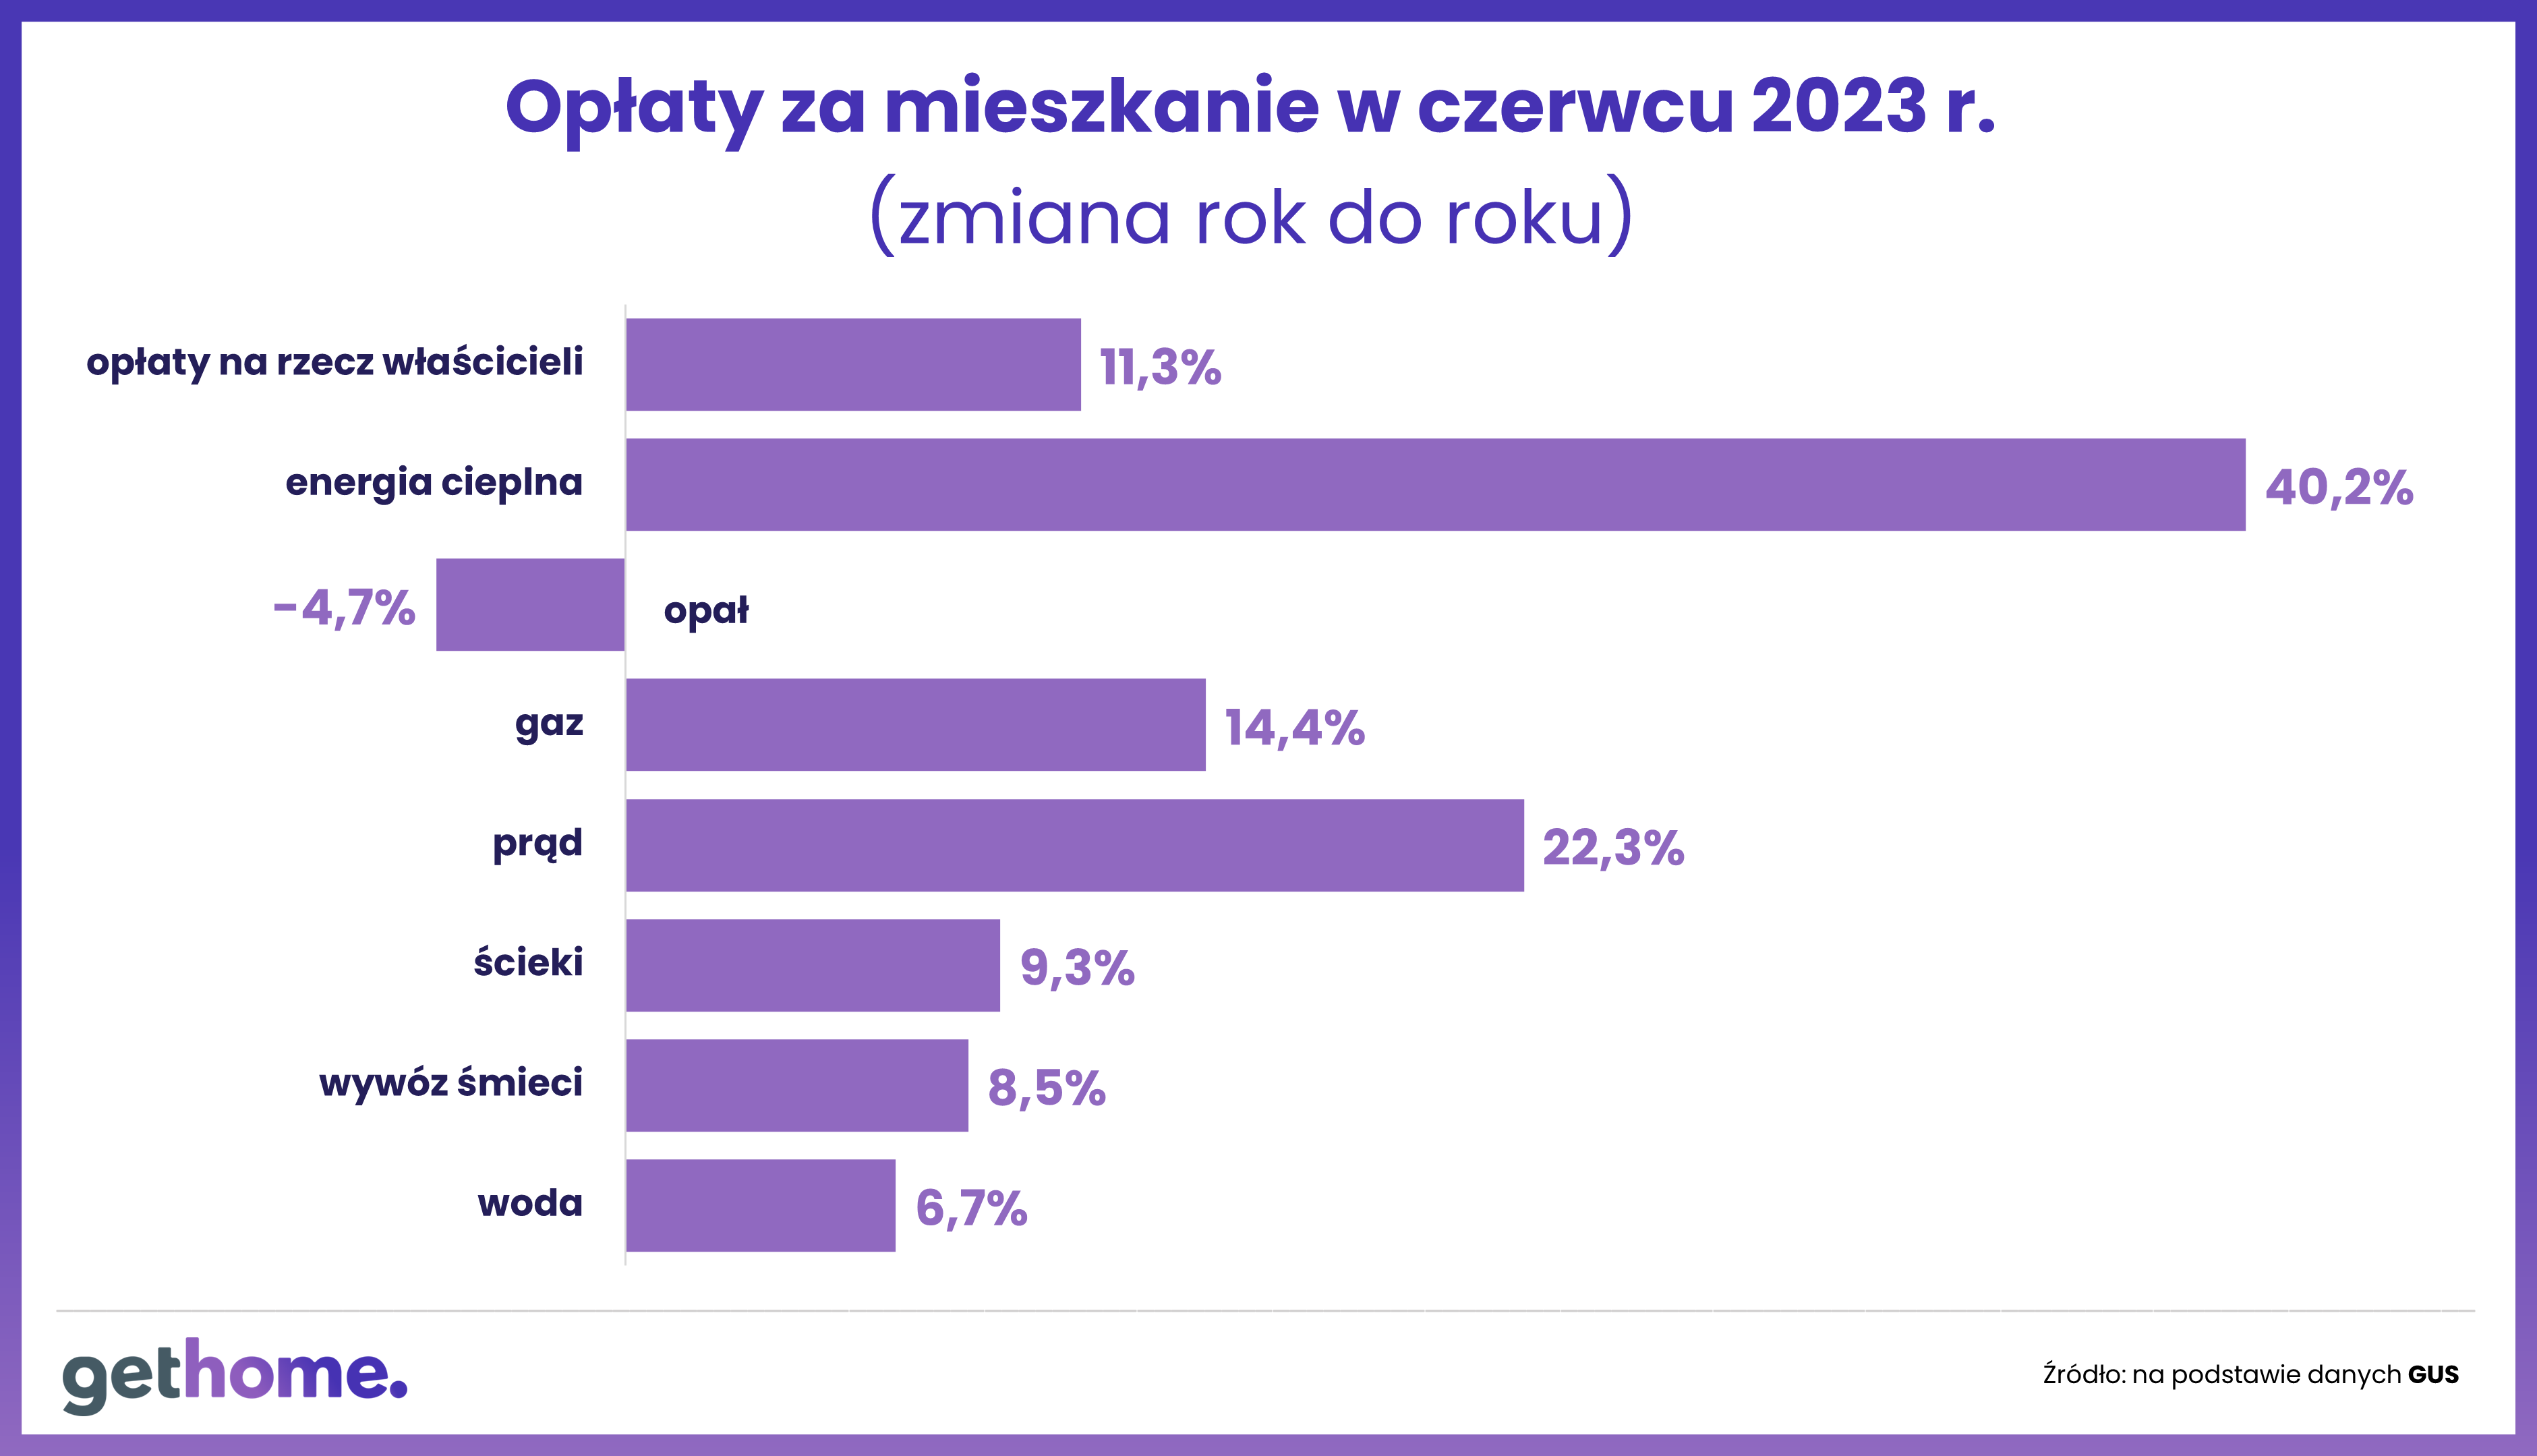 Opłaty za mieszkanie w czerwcu 2023 r.
(zmiana rok do roku)
opłaty na rzecz właścicieli 11,3%
energia cieplna 40,2%
-4,7% opał
gaz 14,4%
prąd 22,3%
ścieki 9,3%
wywóz śmieci 8,5%
woda 6,7%
gethome.
Źródło: na podstawie danych GUS